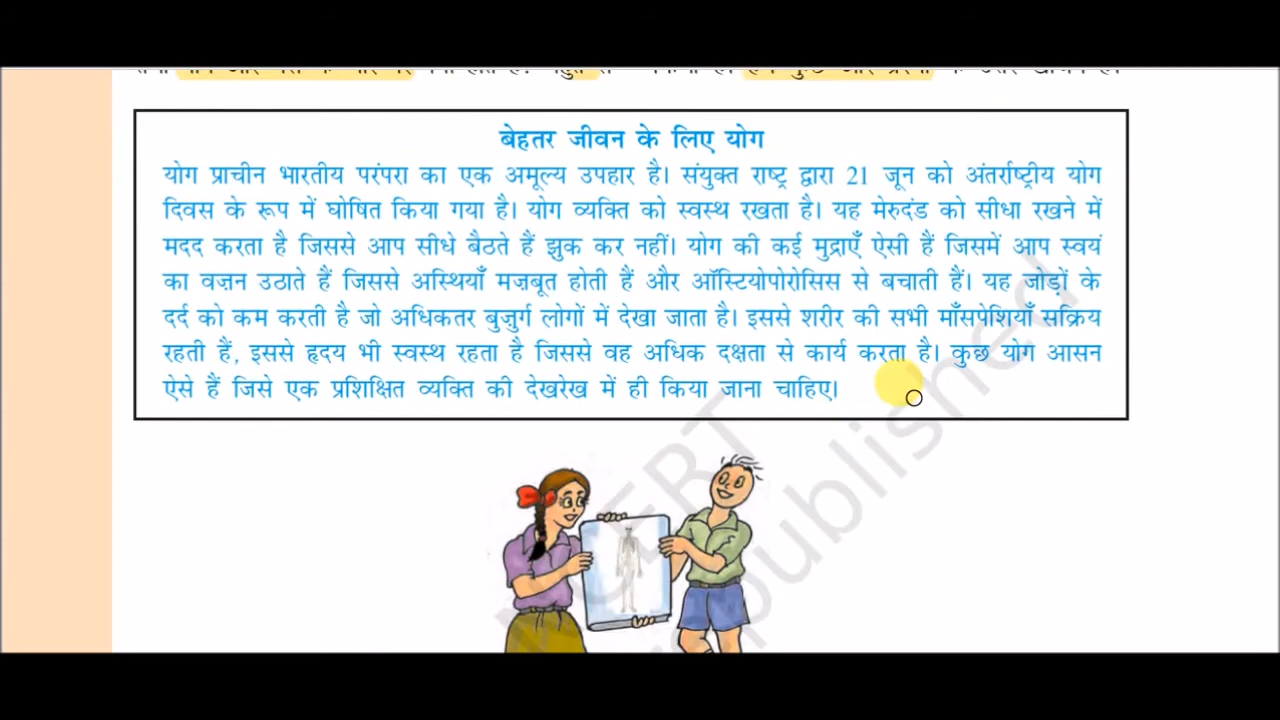 बेहतर जीवन के लिए योग
योग प्राचीन भारतीय परंपरा का एक अमूल्य उपहार है। संयुक्त राष्ट्र द्वारा 21 जून को अंतर्राष्ट्रीय योग
दिवस के रूप में घोषित किया गया है। योग व्यक्ति को स्वस्थ रखता है। यह मेरुदंड को सीधा रखने में
मदद करता है जिससे आप सीधे बैठते हैं झुक कर नहीं। योग की कई मुद्राएँ ऐसी हैं जिसमें आप स्वयं
का वज़न उठाते हैं जिससे अस्थियाँ मज़बूत होती हैं और ऑस्टियोपोरोसिस से बचाती हैं। यह जोड़ों के
दर्द को कम करती है जो अधिकतर बुजुर्ग लोगों में देखा जाता है। इससे शरीर की सभी माँसपेशियाँ सक्रिय
रहती हैं, इससे हृदय भी स्वस्थ रहता है जिससे वह अधिक दक्षता से कार्य करता है। कुछ योग आसन
ऐसे हैं जिसे एक प्रशिक्षित व्यक्ति की देखरेख में ही किया जाना चाहिए।